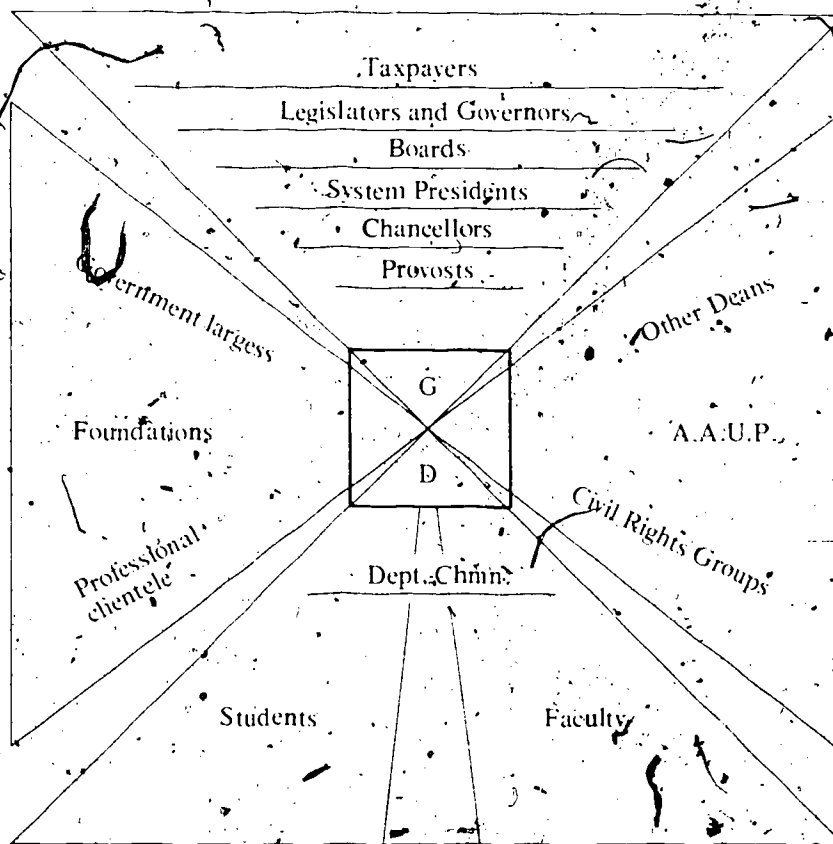 Taxpayers
Legislators and Governors
Boards
System Presidents
Chancellors
Provosts
Government largess
Other Deans
G
Foundations
A.A.U.P.
D
Professional
clientele
Civil Rights Groups
Dept. Chmn.
Students
Faculty